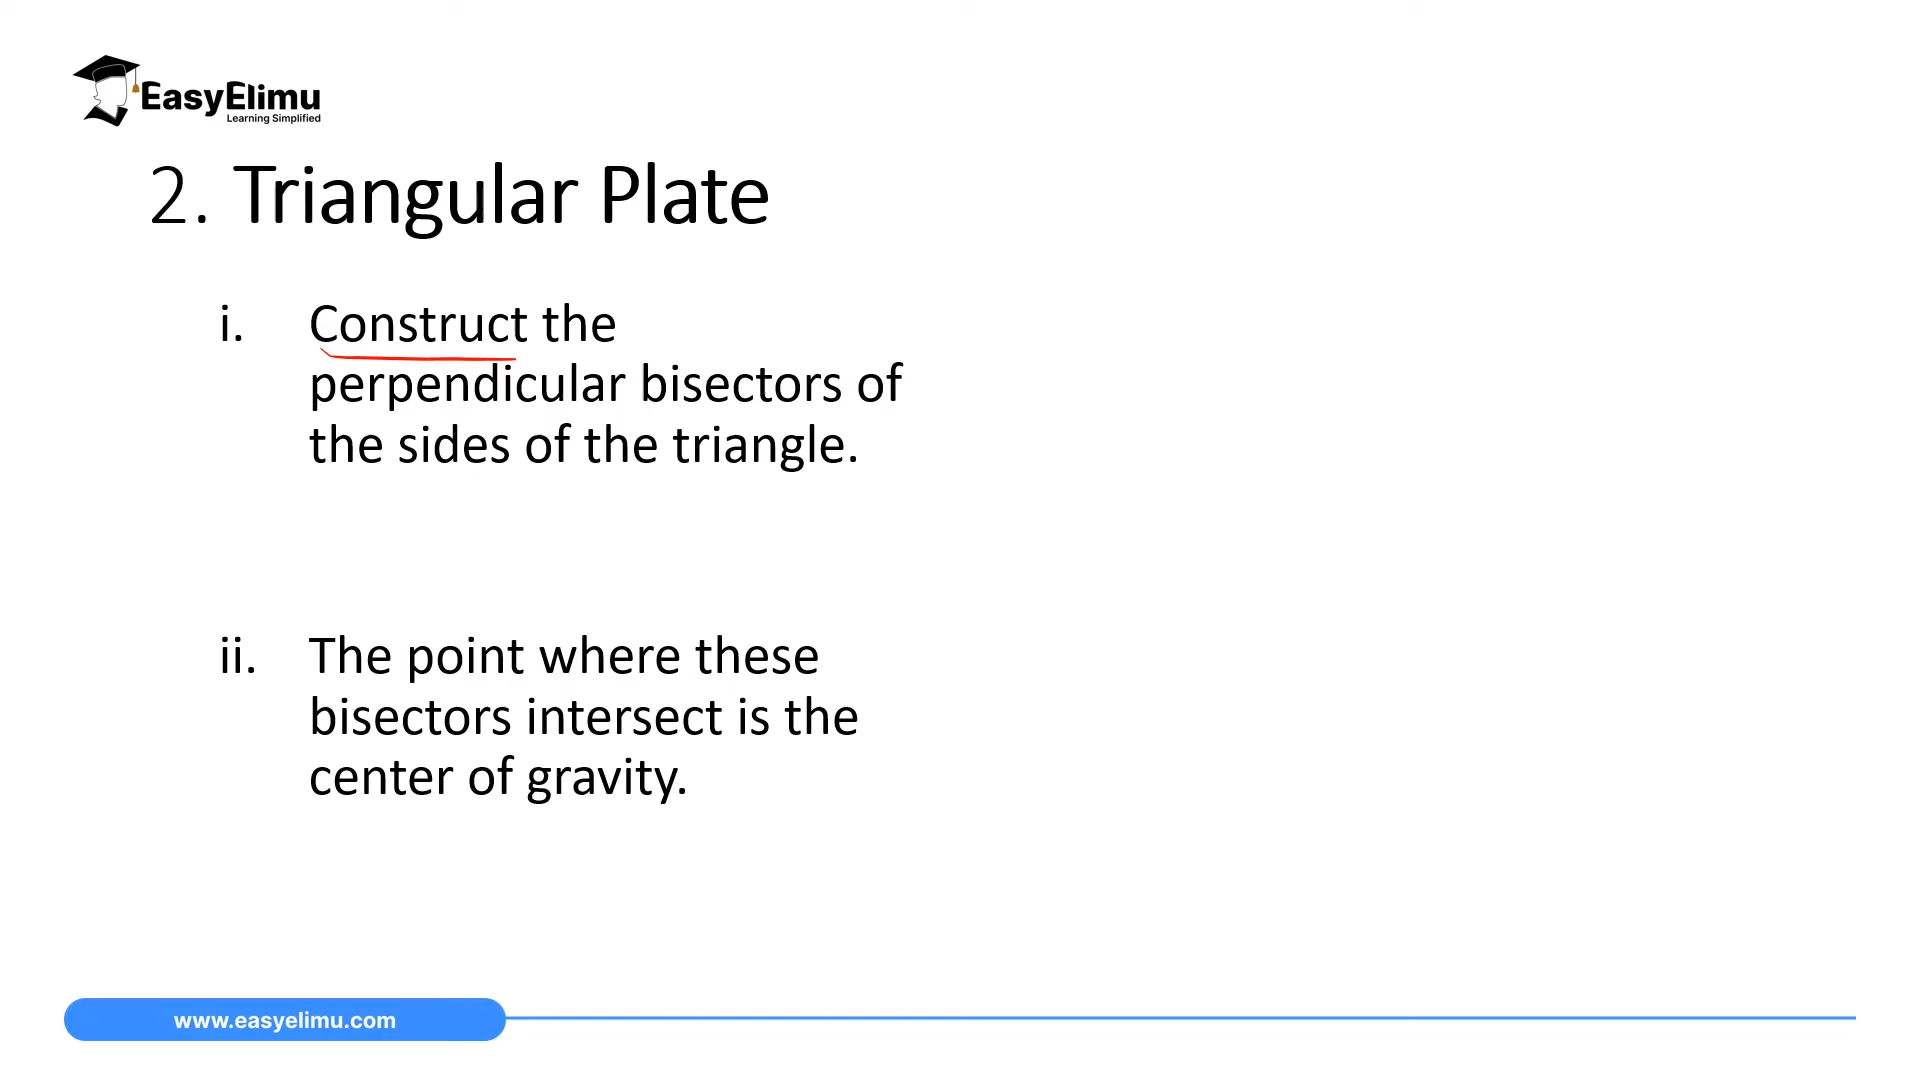 EasyElimu
Learning Simplified
2. Triangular Plate
i. Construct the
perpendicular bisectors of
the sides of the triangle.
ii. The point where these
bisectors intersect is the
center of gravity.
www.easyelimu.com